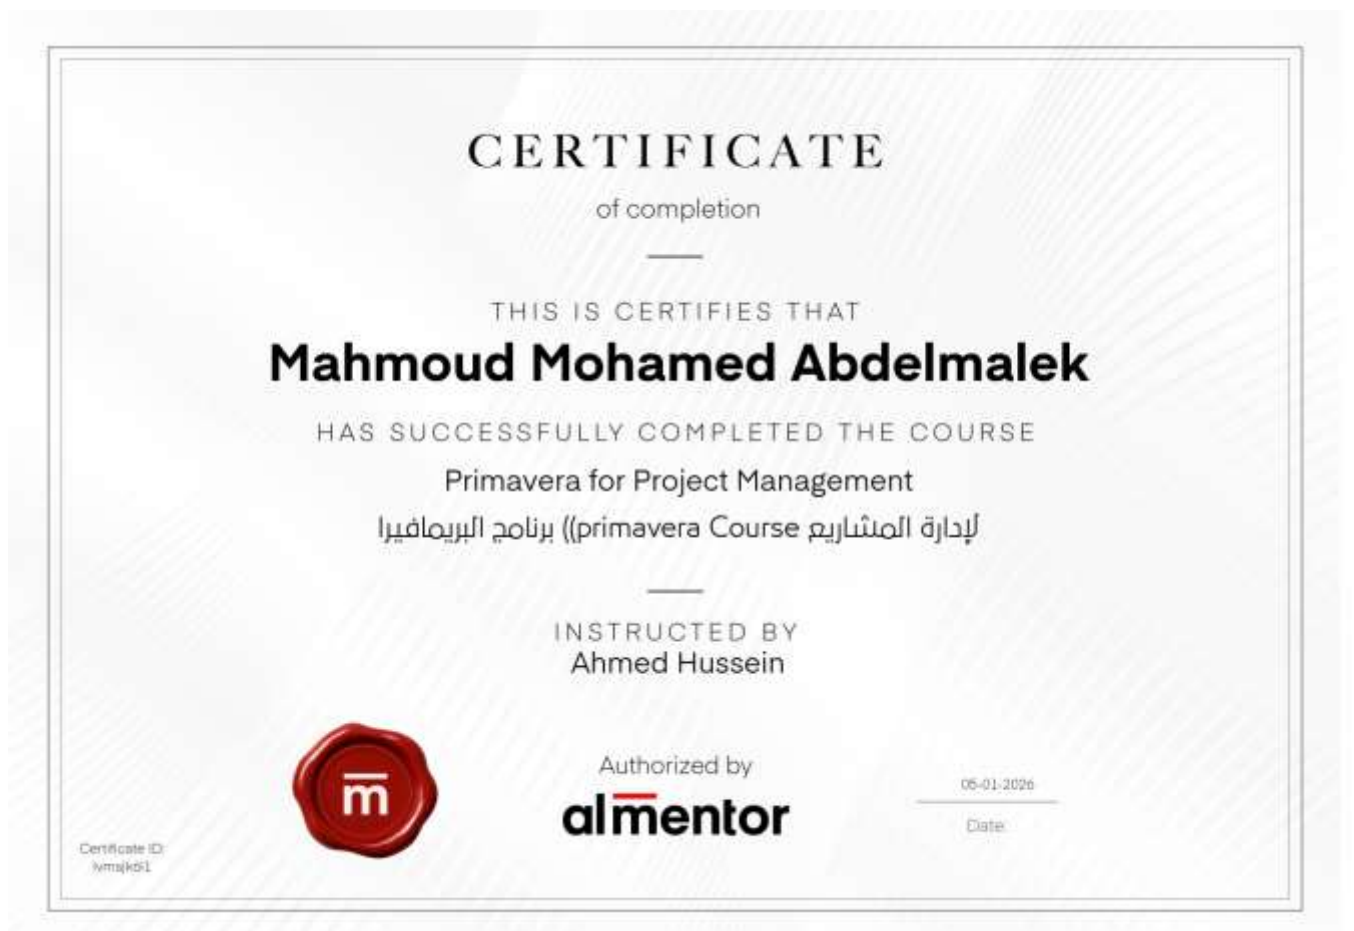 CERTIFICATE
of completion
THIS IS CERTIFIES THAT
Mahmoud Mohamed Abdelmalek
HAS SUCCESSFULLY COMPLETED THE COURSE
Primavera for Project Management
لإدارة المشاريع primavera Course)) برنامج البريمافيرا
INSTRUCTED BY
Ahmed Hussein
m
Authorized by
almentor
05-01-2026
Date:
Certificate ID: